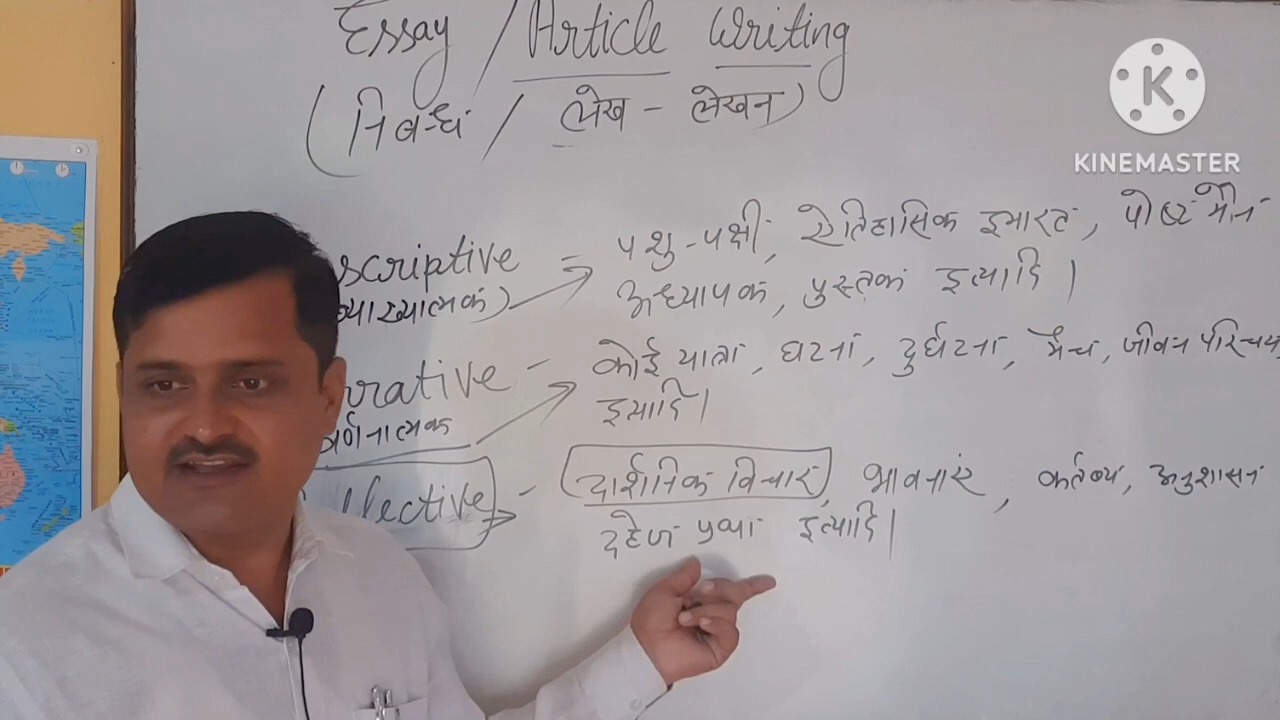 Essay / Article Writing
(निबन्ध / लेख - लेखन)
KINEMASTER
scriptive - पशु-पक्षी, ऐतिहासिक इमारत, पोस्ट मैन
व्याख्यात्मक) अध्यापक, पुस्तक इत्यादि।
rrative - कोई यात्रा, घटना, दुर्घटना, मैच, जीवन परिचय
वर्णनात्मक इत्यादि।
flective - दार्शनिक विचार, भावनाएं, कर्तव्य, अनुशासन
दहेज प्रथा इत्यादि।